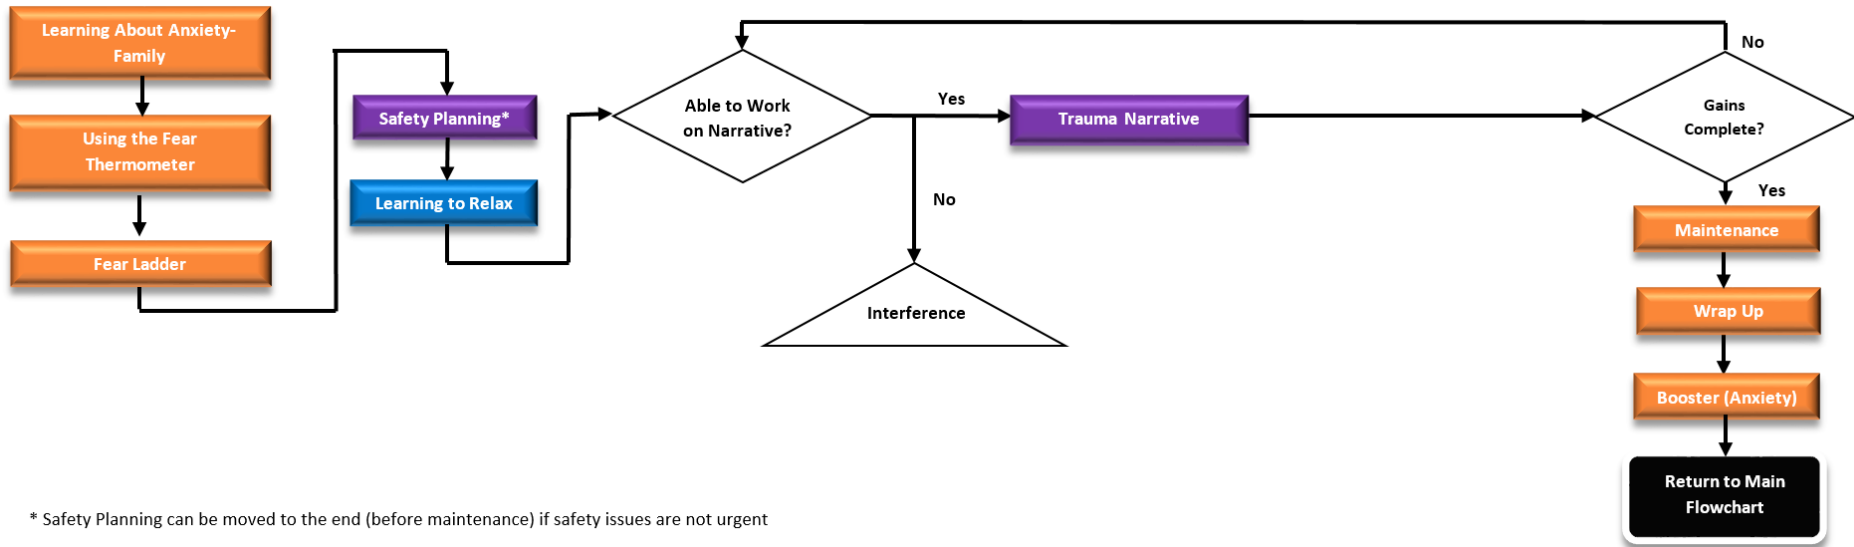 Learning About Anxiety-
Family
Using the Fear
Thermometer
Fear Ladder
Safety Planning*
Learning to Relax
Able to Work
on Narrative?
Yes
No
Interference
Trauma Narrative
Gains
Complete?
No
Yes
Maintenance
Wrap Up
Booster (Anxiety)
Return to Main
Flowchart
* Safety Planning can be moved to the end (before maintenance) if safety issues are not urgent